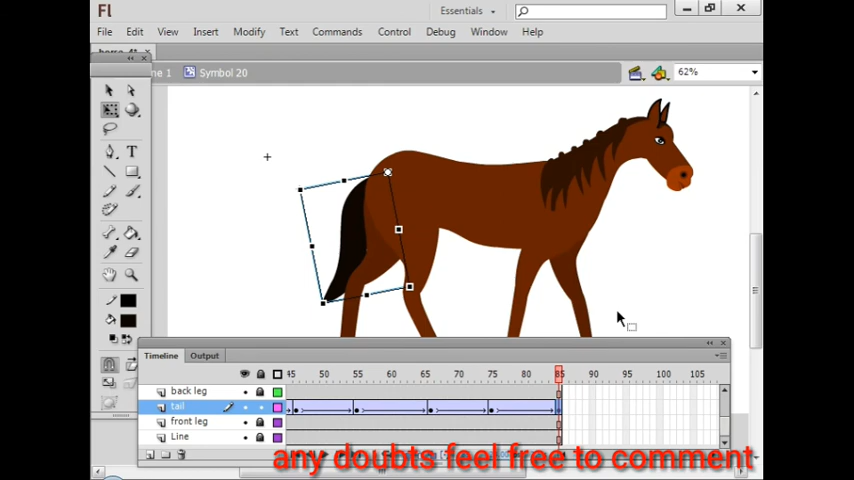 Fl
Essentials
File Edit View Insert Modify Text Commands Control Debug Window Help
ne 1 Symbol 20 62%
T
Timeline Output
45 50 55 60 65 70 75 80 85 90 95 100 105
back leg
tail
front leg
Line
any doubts feel free to comment